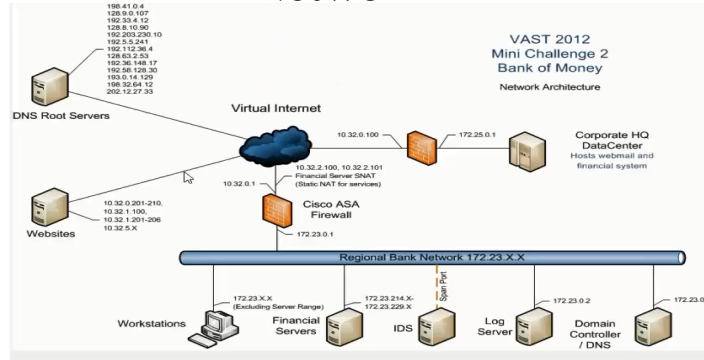 198.41.0.4
128.9.0.107
192.33.4.12
128.8.10.90
192.203.230.10
192.5.5.241
192.112.36.4
128.63.2.53
192.36.148.17
192.58.128.30
193.0.14.129
198.32.64.12
202.12.27.33
DNS Root Servers
VAST 2012
Mini Challenge 2
Bank of Money
Network Architecture
Virtual Internet
10.32.0.100
172.25.0.1
Corporate HQ
DataCenter
Hosts webmail and
financial system
10.32.2.100, 10.32.2.101
Financial Server SNAT
(Static NAT for services)
10.32.0.1
Cisco ASA
Firewall
172.23.0.1
10.32.0.201-210,
10.32.1.100,
10.32.1.201-206
10.32.5.X
Websites
Regional Bank Network 172.23.X.X
Span Port
172.23.X.X
(Excluding Server Range)
Workstations
172.23.214.X-
172.23.229.X
Financial
Servers
IDS
172.23.0.2
Log
Server
172.23.0
Domain
Controller
/ DNS